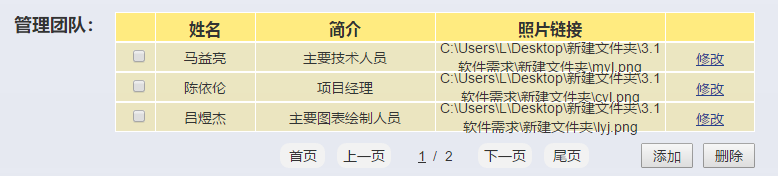 管理团队：
姓名 简介 照片链接
马益亮 主要技术人员 C:\Users\L\Desktop\新建文件夹\3.1
软件需求\新建文件夹\myl.png 修改
陈依伦 项目经理 C:\Users\L\Desktop\新建文件夹\3.1
软件需求\新建文件夹\cyl.png 修改
吕煜杰 主要图表绘制人员 C:\Users\L\Desktop\新建文件夹\3.1
软件需求\新建文件夹\lyj.png 修改
首页 上一页 1 / 2 下一页 尾页 添加 删除